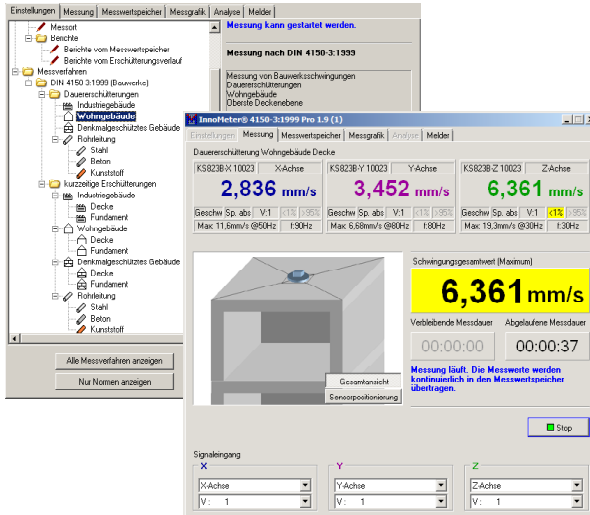 Einstellungen Messung Messwertspeicher Messgrafik Analyse Melder
Messort
Berichte
Berichte vom Messwertspeicher
Berichte vom Erschütterungsverlauf
Messverfahren
DIN 4150-3:1999 (Bauwerke)
Dauererschütterungen
Industriegebäude
Wohngebäude
Denkmalgeschütztes Gebäude
Rohrleitung
Stahl
Beton
Kunststoff
kurzzeitige Erschütterungen
Industriegebäude
Decke
Fundament
Wohngebäude
Decke
Fundament
Denkmalgeschütztes Gebäude
Decke
Fundament
Rohrleitung
Stahl
Beton
Kunststoff
Alle Messverfahren anzeigen
Nur Normen anzeigen
Messung kann gestartet werden.
Messung nach DIN 4150-3:1999
Messung von Bauwerksschwingungen
Dauererschütterungen
Wohngebäude
Oberste Deckenebene
InnoMeter® 4150-3:1999 Pro 1.9 (1)
Einstellungen Messung Messwertspeicher Messgrafik Analyse Melder
Dauererschütterung Wohngebäude Decke
KS823B-X 10023 X-Achse
2,836 mm/s
Geschw Sp. abs V:1 <1% >95%
Max: 11,6mm/s @50Hz f:90Hz
KS823B-Y 10023 Y-Achse
3,452 mm/s
Geschw Sp. abs V:1 <1% >95%
Max: 6,68mm/s @80Hz f:80Hz
KS823B-Z 10023 Z-Achse
6,361 mm/s
Geschw Sp. abs V:1 <1% >95%
Max: 19,3mm/s @30Hz f:30Hz
Gesamtansicht
Sensorpositionierung
Schwingungsgesamtwert (Maximum)
6,361 mm/s
Verbleibende Messdauer Abgelaufene Messdauer
00:00:00 00:00:37
Messung läuft. Die Messwerte werden
kontinuierlich in den Messwertspeicher
übertragen.
Stop
Signaleingang
X Y Z
X-Achse Y-Achse Z-Achse
V: 1 V: 1 V: 1